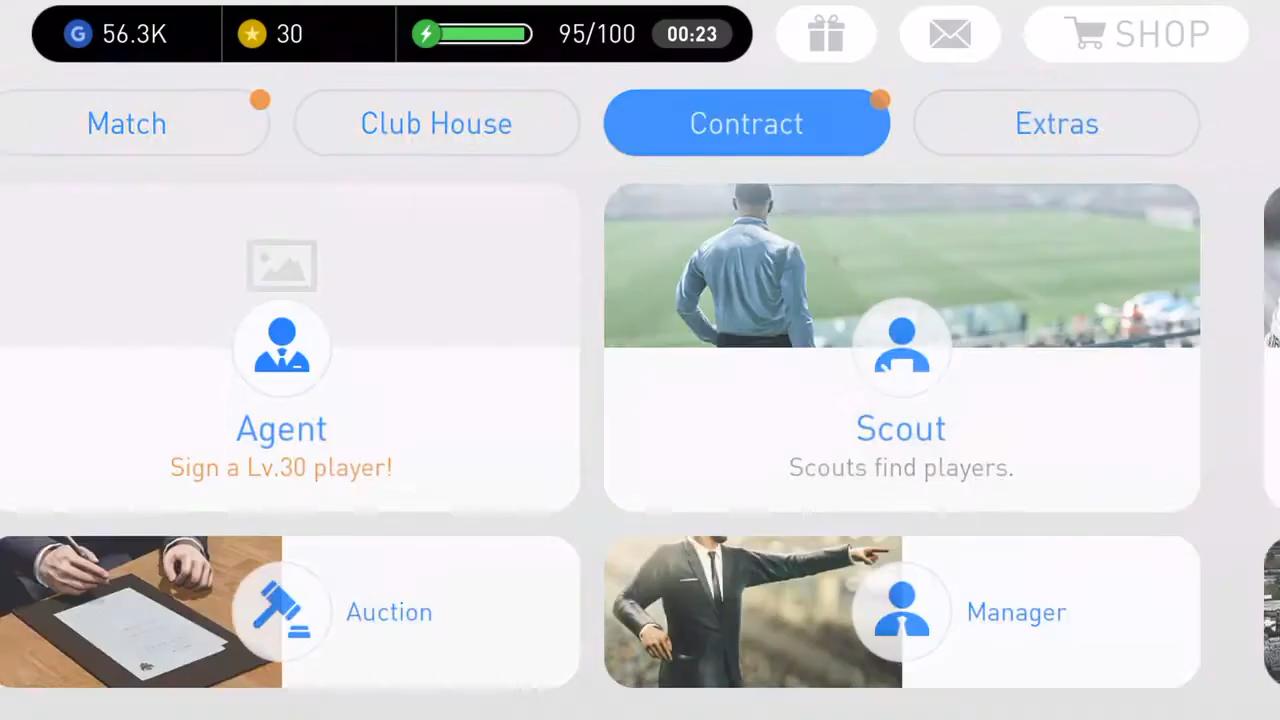 G 56.3K 30 95/100 00:23 SHOP
Match Club House Contract Extras
Agent
Sign a Lv.30 player!
Scout
Scouts find players.
Auction
Manager